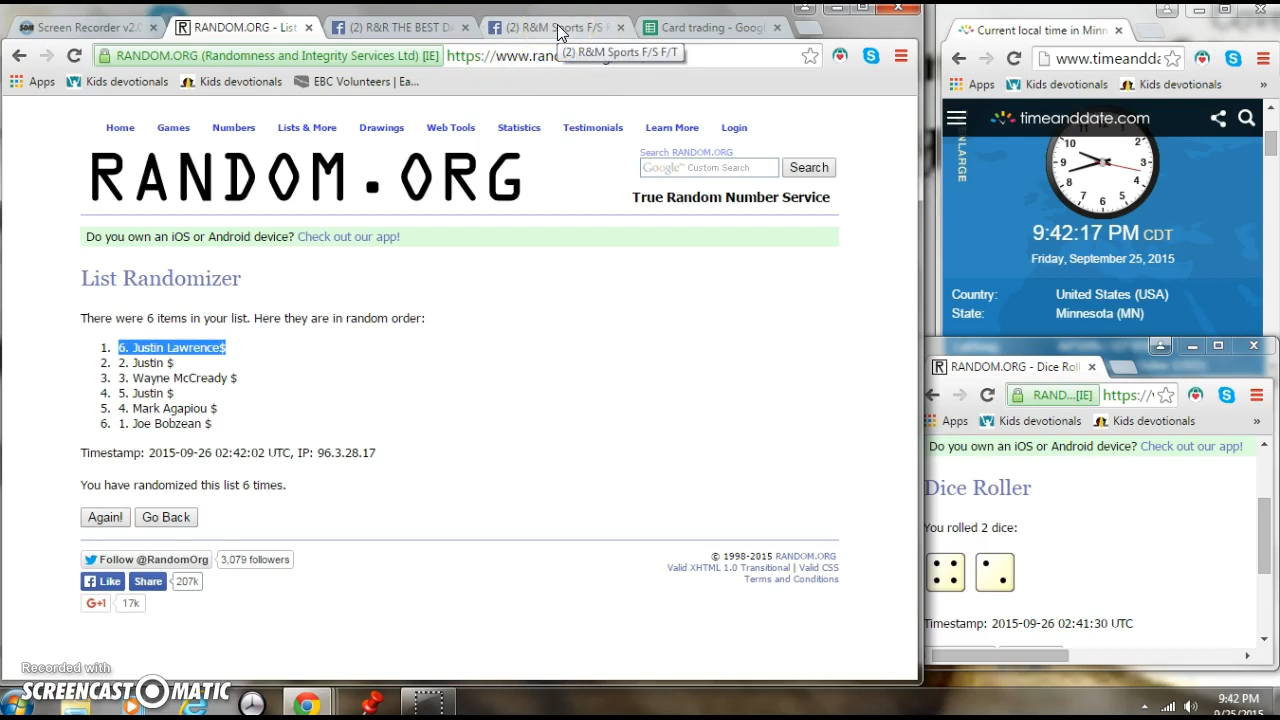 Screen Recorder v2.0
RANDOM.ORG - List
(2) R&R THE BEST DA
(2) R&M Sports F/S F
Card trading - Googl
RANDOM.ORG (Randomness and Integrity Services Ltd) [IE]
https://www.rand
(2) R&M Sports F/S F/T
Apps
Kids devotionals
Kids devotionals
EBC Volunteers | Ea...
Home
Games
Numbers
Lists & More
Drawings
Web Tools
Statistics
Testimonials
Learn More
Login
RANDOM.ORG
Search RANDOM.ORG
Google™ Custom Search
Search
True Random Number Service
Do you own an iOS or Android device? Check out our app!
List Randomizer
There were 6 items in your list. Here they are in random order:
1. 6. Justin Lawrence$
2. 2. Justin $
3. 3. Wayne McCready $
4. 5. Justin $
5. 4. Mark Agapiou $
6. 1. Joe Bobzean $
Timestamp: 2015-09-26 02:42:02 UTC, IP: 96.3.28.17
You have randomized this list 6 times.
Again!
Go Back
Follow @RandomOrg
3,079 followers
Like
Share
207k
G+1
17k
© 1998-2015 RANDOM.ORG
Valid XHTML 1.0 Transitional | Valid CSS
Terms and Conditions
Recorded with
SCREENCAST-O-MATIC
Current local time in Minn
www.timeandda
Apps
Kids devotionals
Kids devotionals
»
timeanddate.com
ENLARGE
9:42:17 PM CDT
Friday, September 25, 2015
Country: United States (USA)
State: Minnesota (MN)
RANDOM.ORG - Dice Roll
RAND...[IE]
https://
Apps
Kids devotionals
Kids devotionals
»
Do you own an iOS or Android device? Check out our app!
Dice Roller
You rolled 2 dice:
Timestamp: 2015-09-26 02:41:30 UTC
9:42 PM
9/25/2015